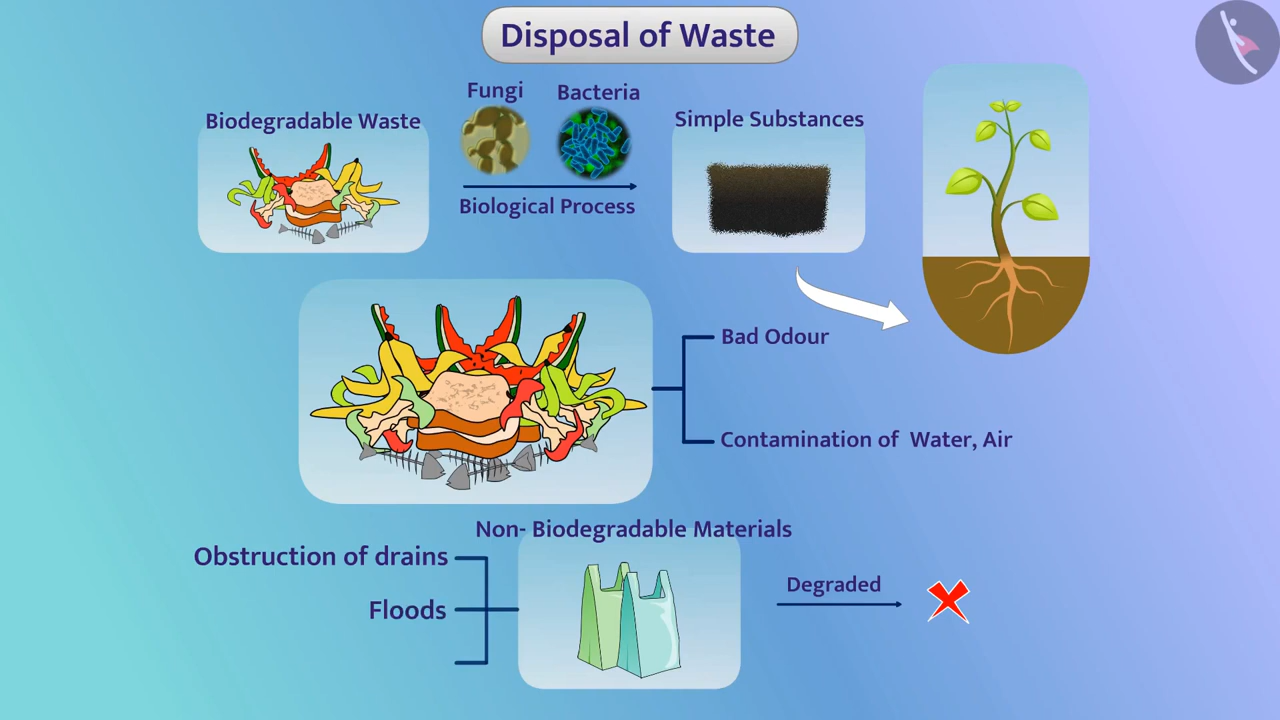 Disposal of Waste
Fungi
Bacteria
Biodegradable Waste
Simple Substances
Biological Process
Bad Odour
Contamination of Water, Air
Non- Biodegradable Materials
Obstruction of drains
Floods
Degraded